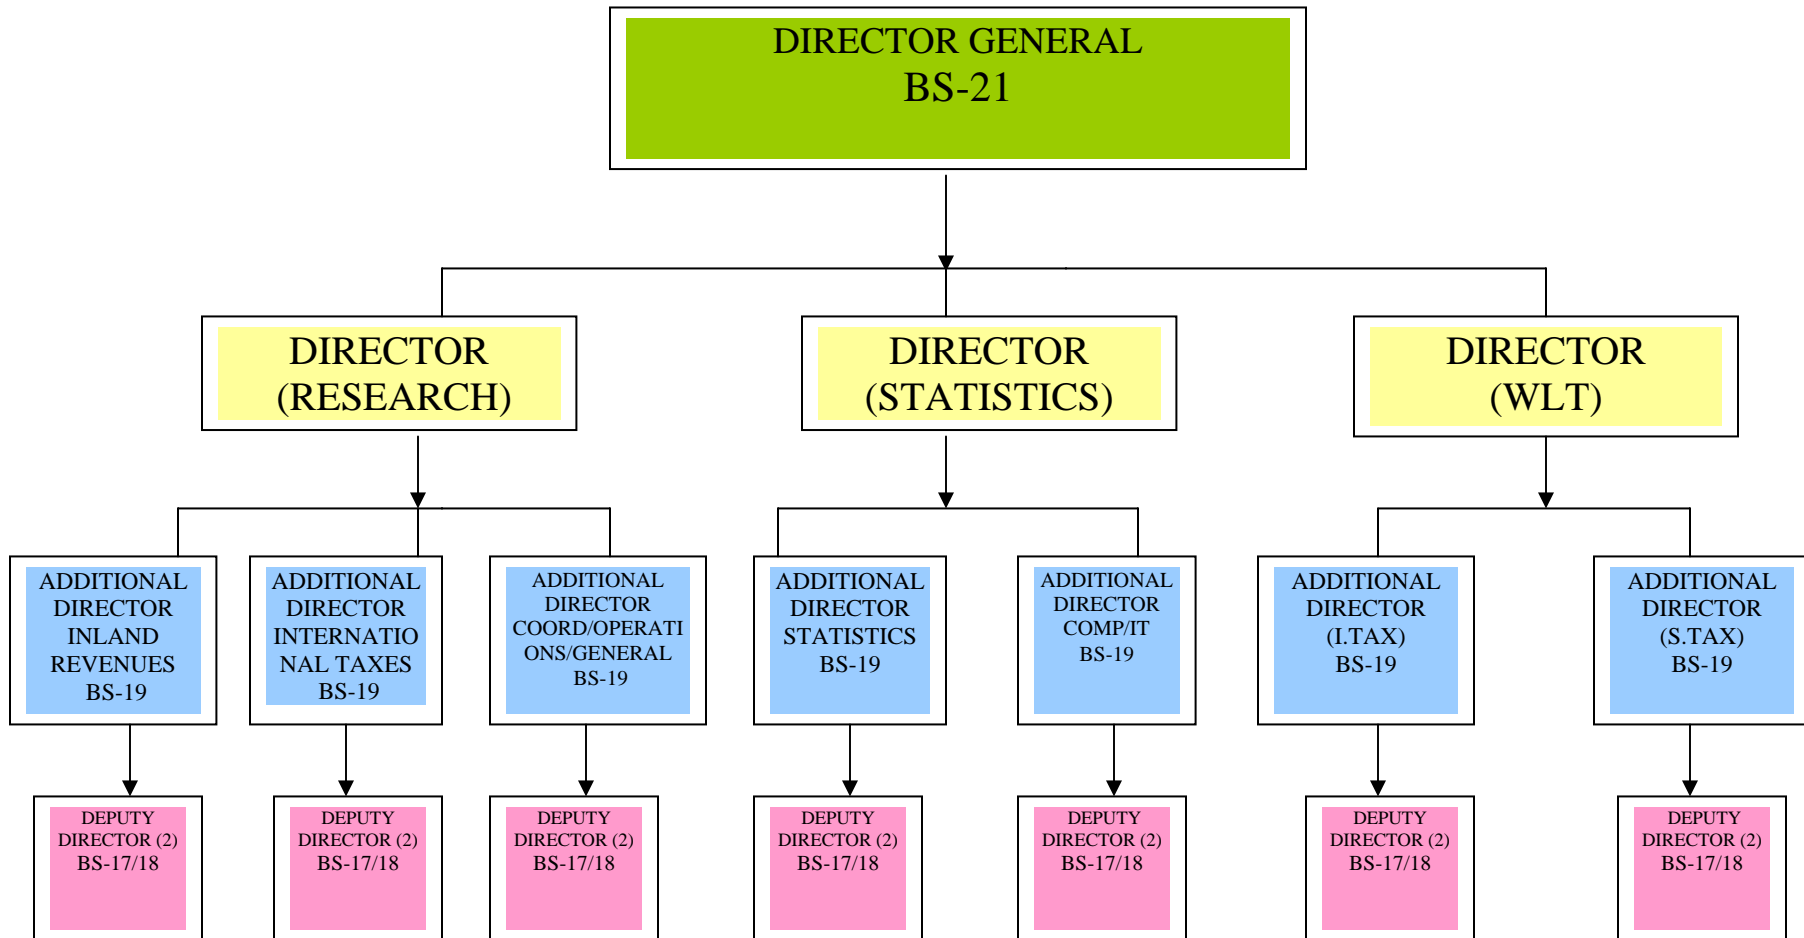 DIRECTOR GENERAL
BS-21
DIRECTOR
(RESEARCH)
DIRECTOR
(STATISTICS)
DIRECTOR
(WLT)
ADDITIONAL
DIRECTOR
INLAND
REVENUES
BS-19
ADDITIONAL
DIRECTOR
INTERNATIO
NAL TAXES
BS-19
ADDITIONAL
DIRECTOR
COORD/OPERATI
ONS/GENERAL
BS-19
ADDITIONAL
DIRECTOR
STATISTICS
BS-19
ADDITIONAL
DIRECTOR
COMP/IT
BS-19
ADDITIONAL
DIRECTOR
(I.TAX)
BS-19
ADDITIONAL
DIRECTOR
(S.TAX)
BS-19
DEPUTY
DIRECTOR (2)
BS-17/18
DEPUTY
DIRECTOR (2)
BS-17/18
DEPUTY
DIRECTOR (2)
BS-17/18
DEPUTY
DIRECTOR (2)
BS-17/18
DEPUTY
DIRECTOR (2)
BS-17/18
DEPUTY
DIRECTOR (2)
BS-17/18
DEPUTY
DIRECTOR (2)
BS-17/18